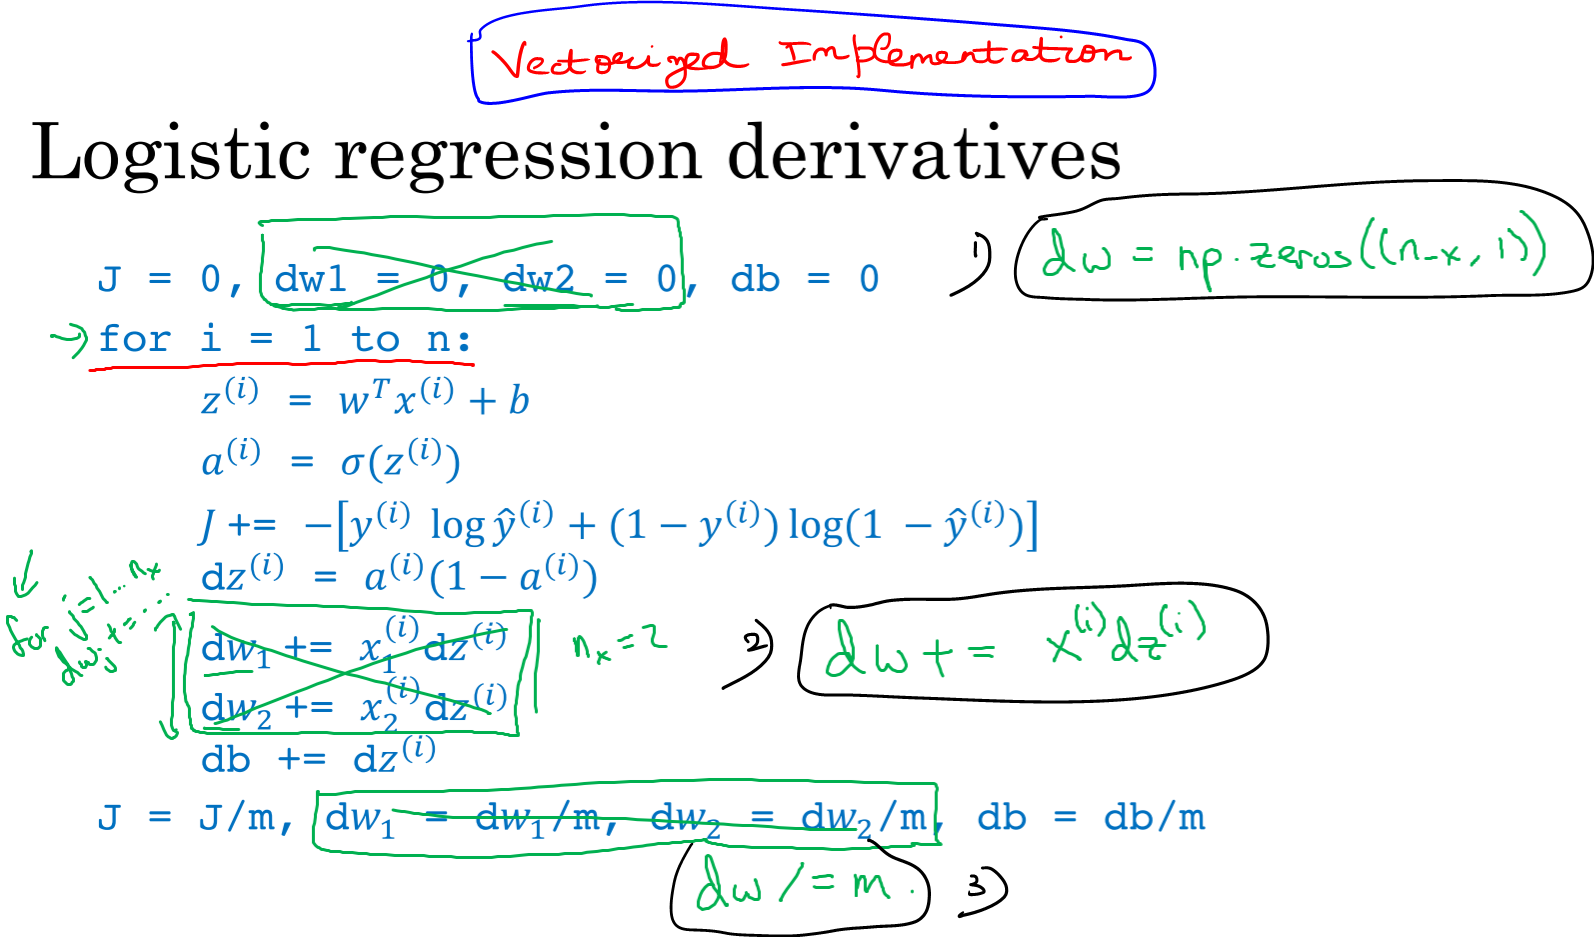 Vectorized Implementation
Logistic regression derivatives
J = 0, dw1 = 0, dw2 = 0, db = 0
1) dw = np.zeros((n-x, 1))
→ for i = 1 to n:
z^(i) = w^T x^(i) + b
a^(i) = σ(z^(i))
J += −[y^(i) log ŷ^(i) + (1 − y^(i)) log(1 − ŷ^(i))]
dz^(i) = a^(i)(1 − a^(i))
↓
for j=1...n_x
dw_j += ...
dw_1 += x_1^(i) dz^(i)
dw_2 += x_2^(i) dz^(i)
n_x = 2
2) dw += x^(i) dz^(i)
db += dz^(i)
J = J/m, dw_1 = dw_1/m, dw_2 = dw_2/m, db = db/m
dw /= m. 3)